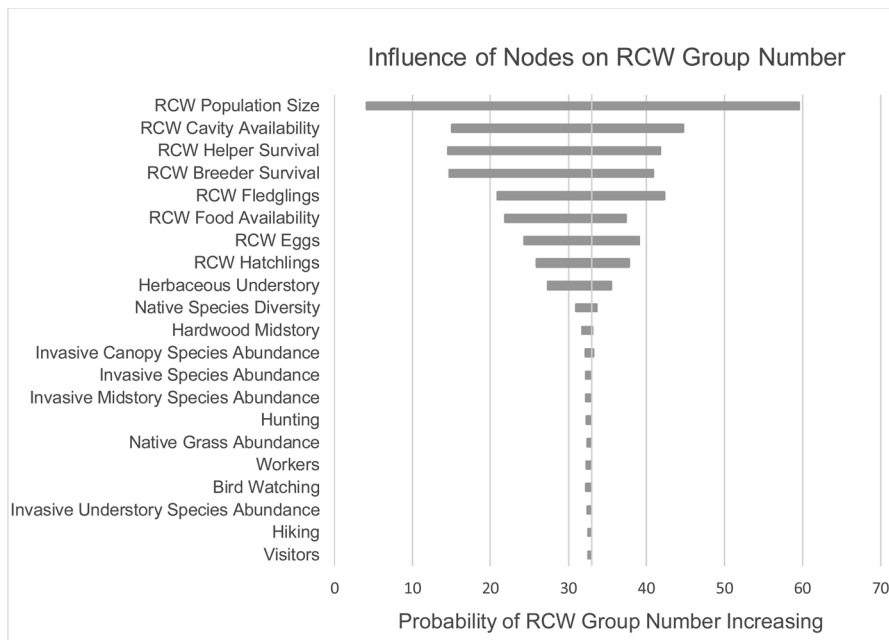 Influence of Nodes on RCW Group Number
RCW Population Size
RCW Cavity Availability
RCW Helper Survival
RCW Breeder Survival
RCW Fledglings
RCW Food Availability
RCW Eggs
RCW Hatchlings
Herbaceous Understory
Native Species Diversity
Hardwood Midstory
Invasive Canopy Species Abundance
Invasive Species Abundance
Invasive Midstory Species Abundance
Hunting
Native Grass Abundance
Workers
Bird Watching
Invasive Understory Species Abundance
Hiking
Visitors
0 10 20 30 40 50 60 70
Probability of RCW Group Number Increasing